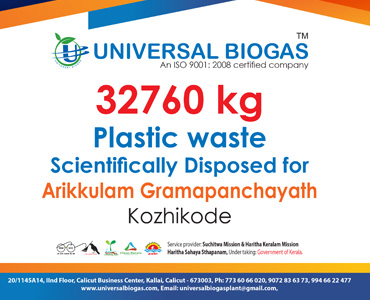 TM
UNIVERSAL BIOGAS
An ISO 9001: 2008 certified company
32760 kg
Plastic waste
Scientifically Disposed for
Arikkulam Gramapanchayath
Kozhikode
Service provider: Suchitwa Mission & Haritha Keralam Mission
Haritha Sahaya Sthapanam, Under taking: Government of Kerala.
20/1145A14, IInd Floor, Calicut Business Center, Kallai, Calicut - 673003, Ph: 773 60 66 020, 9072 82 63 73, 994 66 22 477
www.universalbiogas.com, Email: universalbiogasplant@gmail.com,